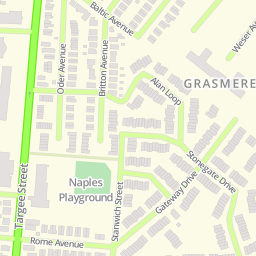 Baltic Avenue
Weser Av
Oder Avenue
Britton Avenue
Alan Loop
GRASMERE
Stonegate Drive
Targee Street
Naples
Playground
Stanwich Street
Gateway Drive
Rome Avenue